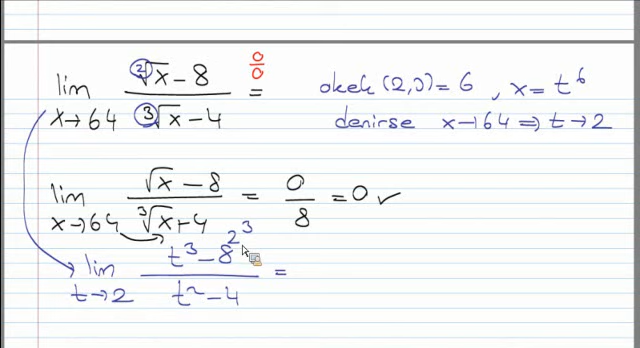 lim x→64 (²√x − 8)/(³√x − 4) = 0/0
okek (2,3) = 6 , x = t⁶
denirse x→64 ⇒ t→2
lim x→64 (√x − 8)/(³√x + 4) = 0/8 = 0 ✓
lim t→2 (t³ − 8 2³)/(t² − 4) =